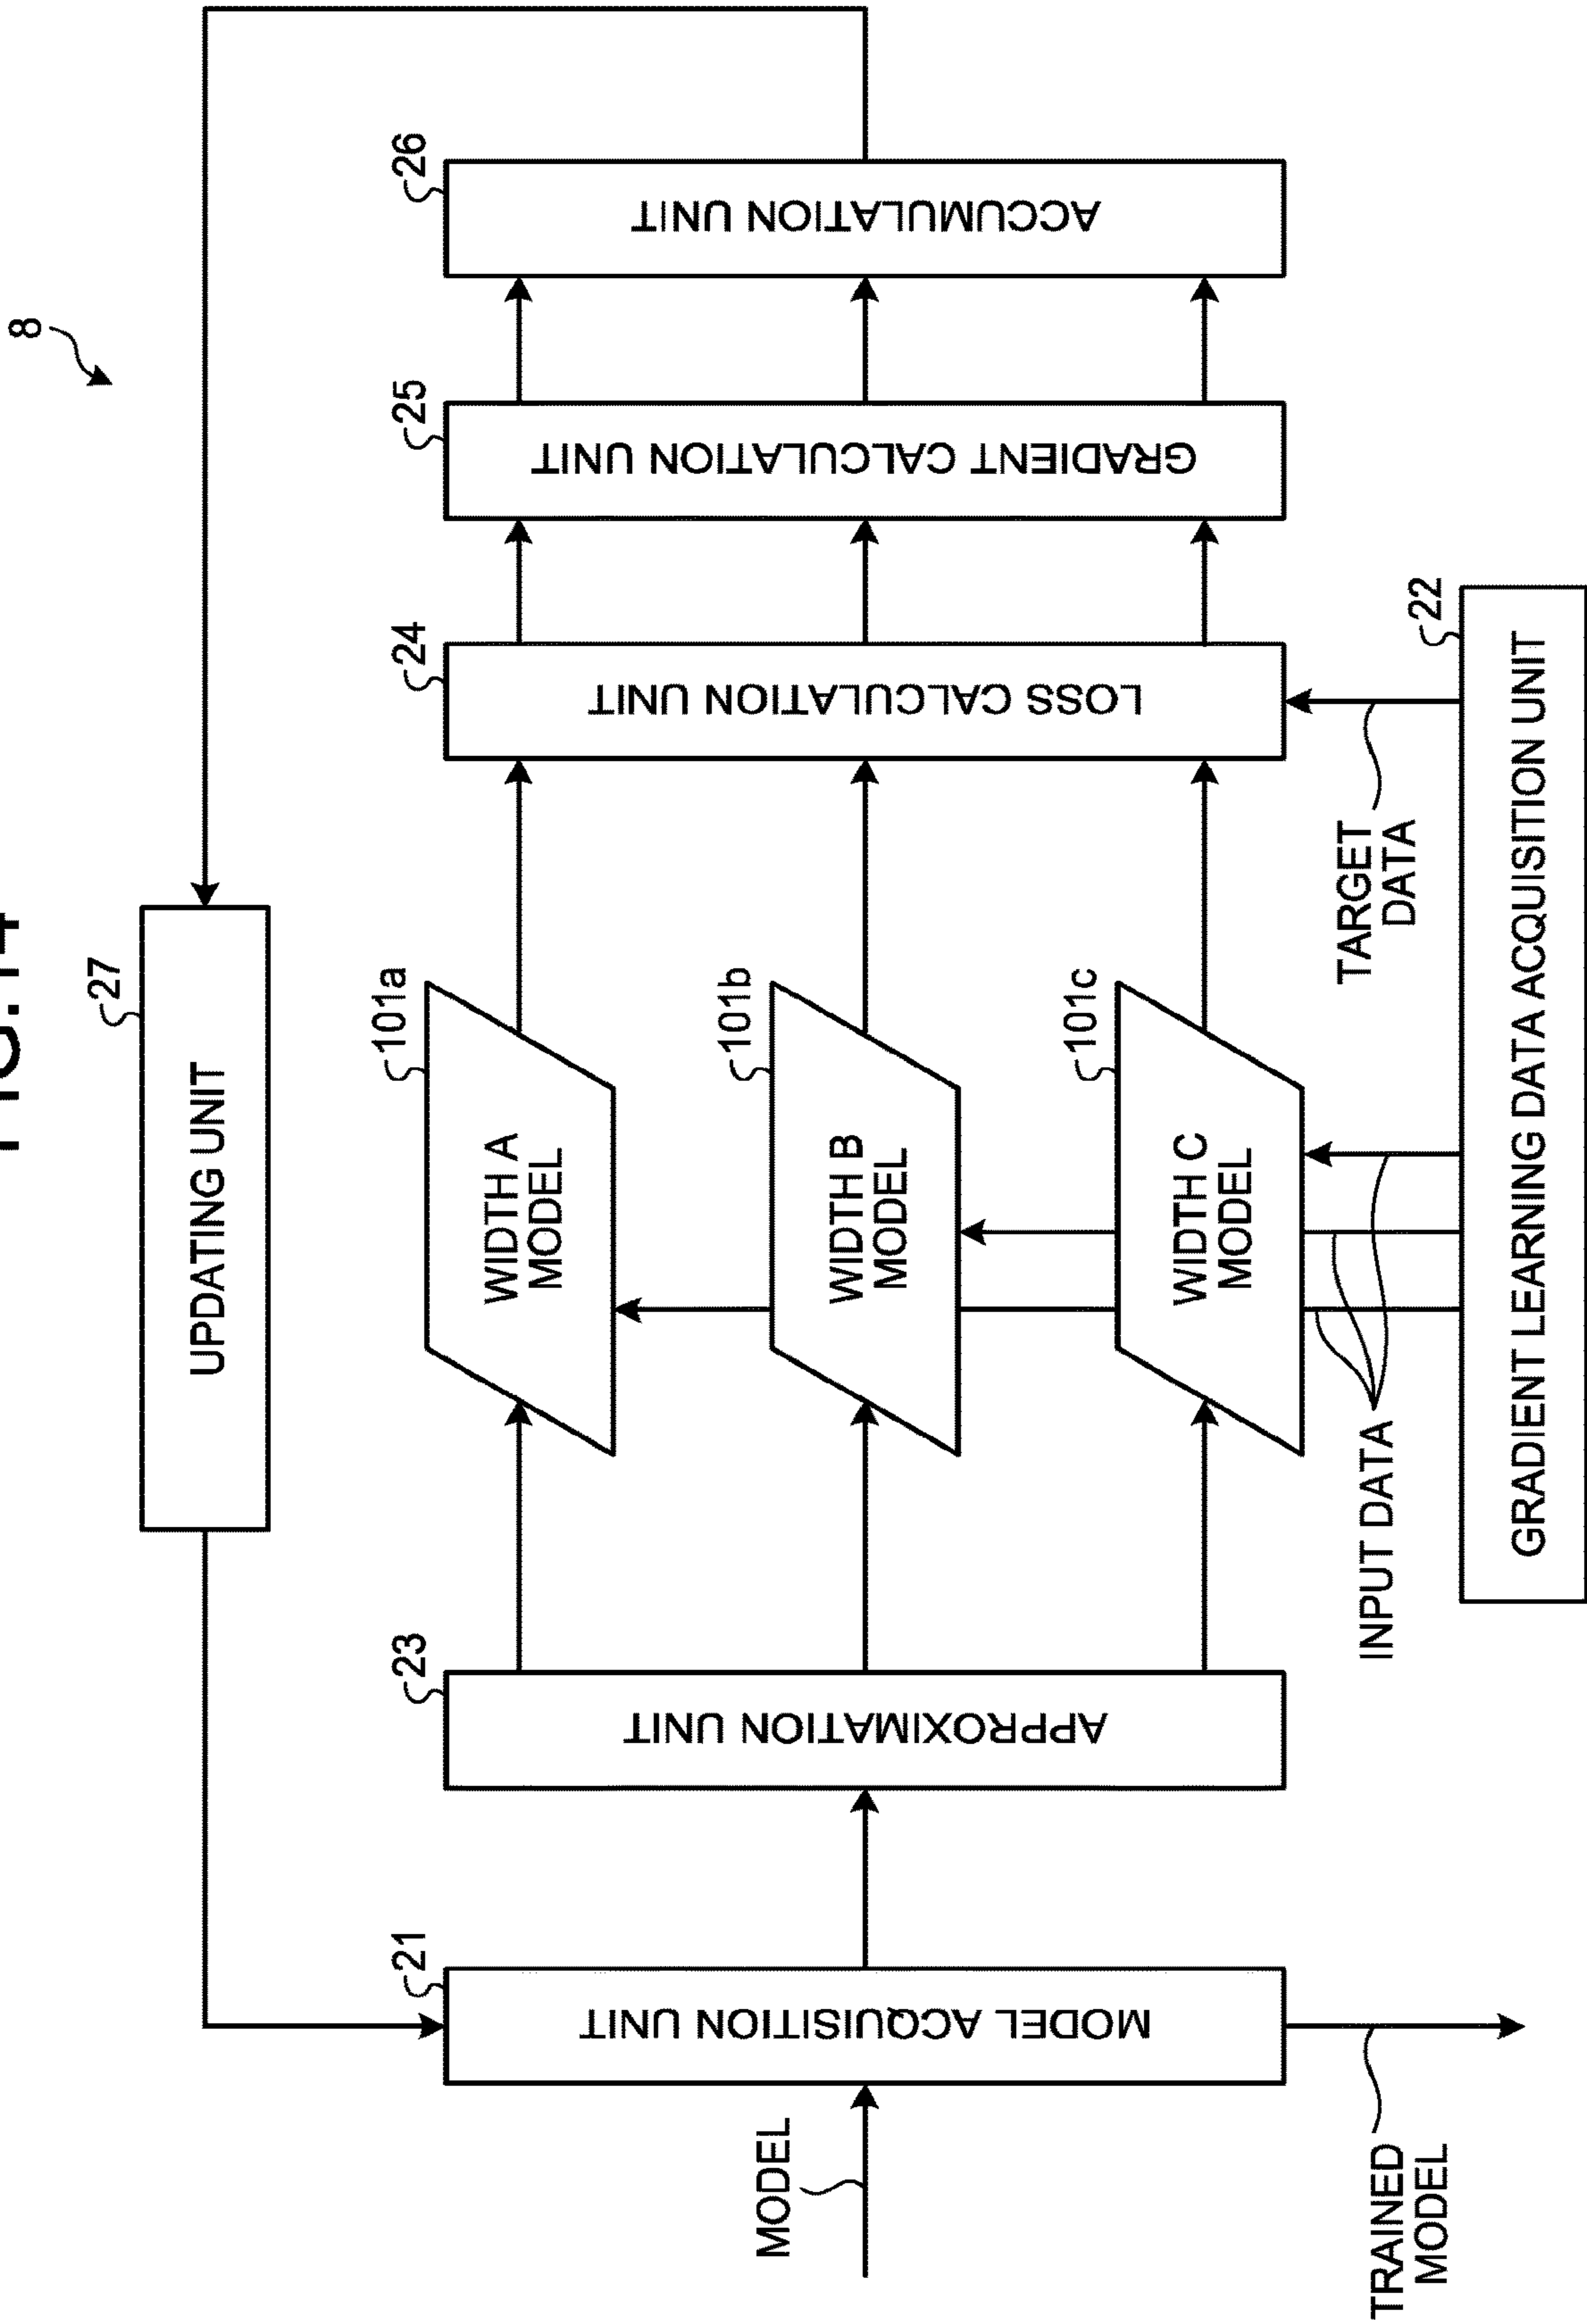 FIG.14
8
27
UPDATING UNIT
21
MODEL ACQUISITION UNIT
23
APPROXIMATION UNIT
101a
WIDTH A
MODEL
101b
WIDTH B
MODEL
101c
WIDTH C
MODEL
24
LOSS CALCULATION UNIT
25
GRADIENT CALCULATION UNIT
26
ACCUMULATION UNIT
MODEL
TRAINED
MODEL
INPUT DATA
TARGET
DATA
22
GRADIENT LEARNING DATA ACQUISITION UNIT